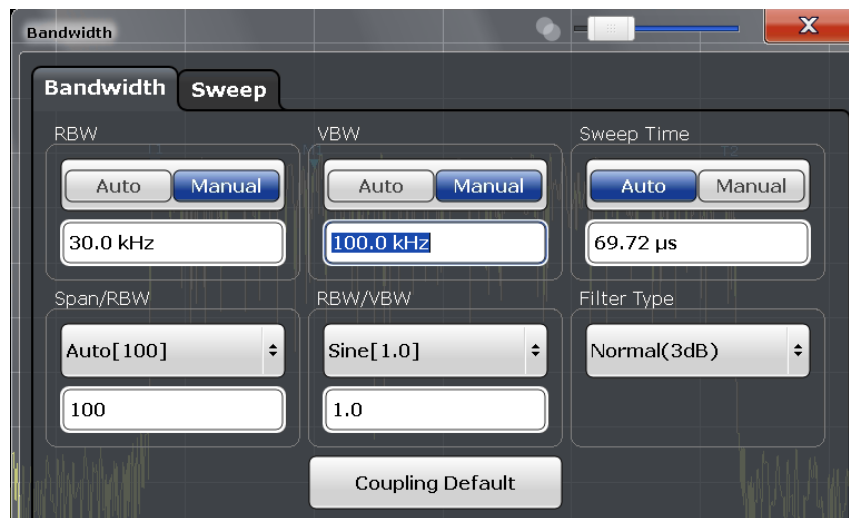 Bandwidth
Bandwidth Sweep
RBW VBW Sweep Time
T1 T2
Auto Manual Auto Manual Auto Manual
30.0 kHz 100.0 kHz 69.72 µs
Span/RBW RBW/VBW Filter Type
Auto[100] Sine[1.0] Normal(3dB)
100 1.0
Coupling Default